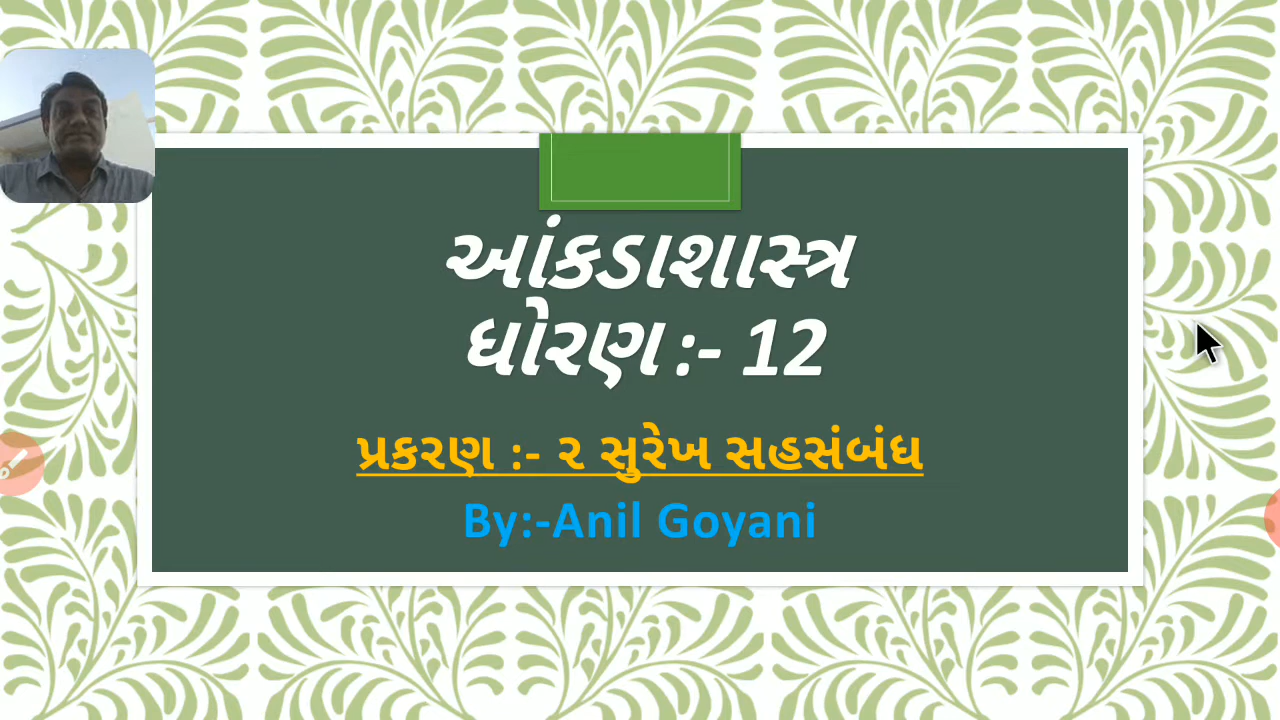 આંકડાશાસ્ત્ર
ધોરણ :- 12
પ્રકરણ :- ૨ સુરેખ સહસંબંધ
By:-Anil Goyani